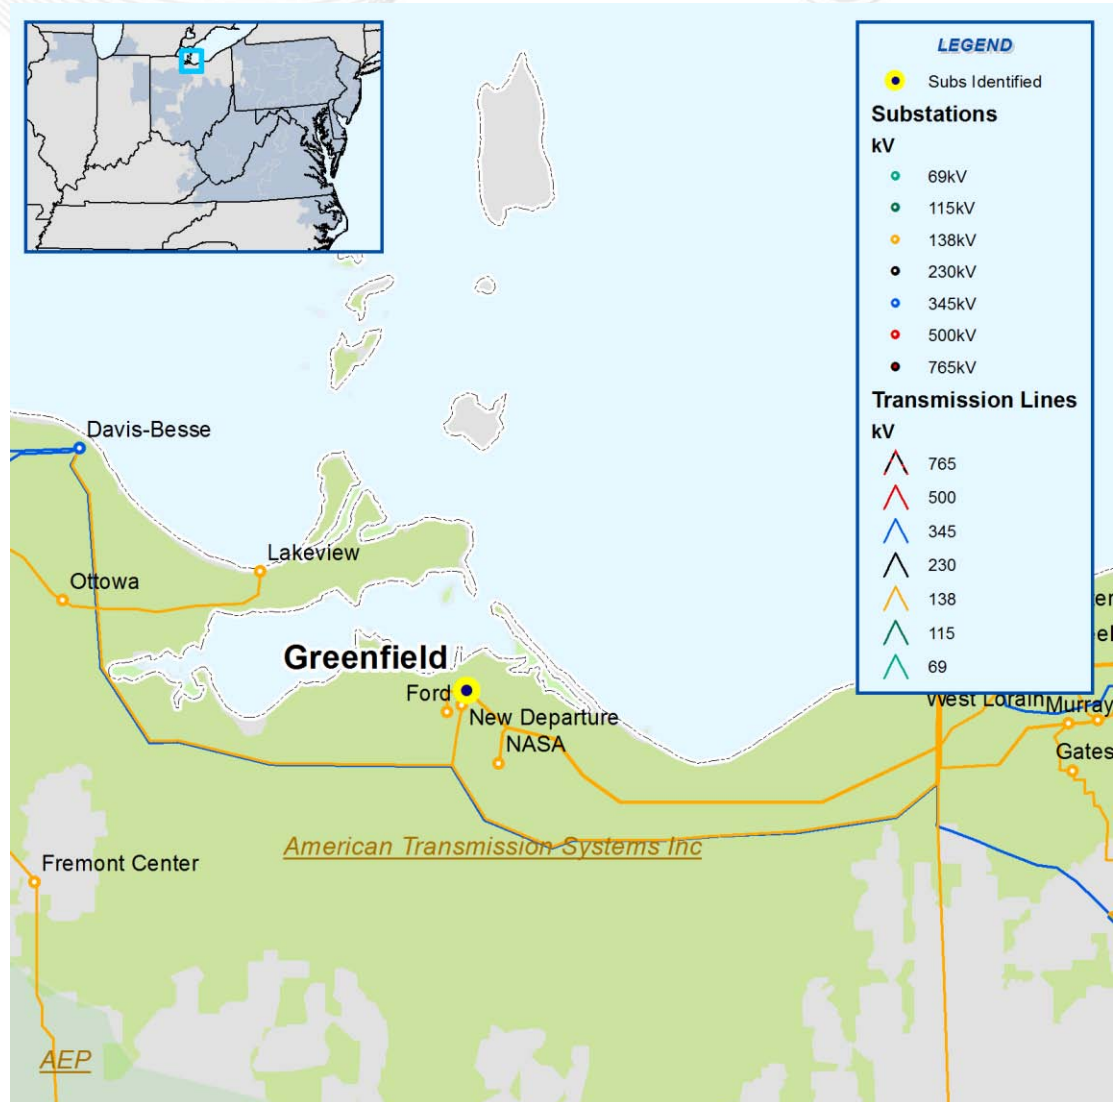 LEGEND
Subs Identified
Substations
kV
69kV
115kV
138kV
230kV
345kV
500kV
765kV
Transmission Lines
kV
765
500
345
230
138
115
69
Davis-Besse
Lakeview
Ottowa
Greenfield
Ford
New Departure
NASA
West Lorain
Murray
Gates
American Transmission Systems Inc
Fremont Center
AEP